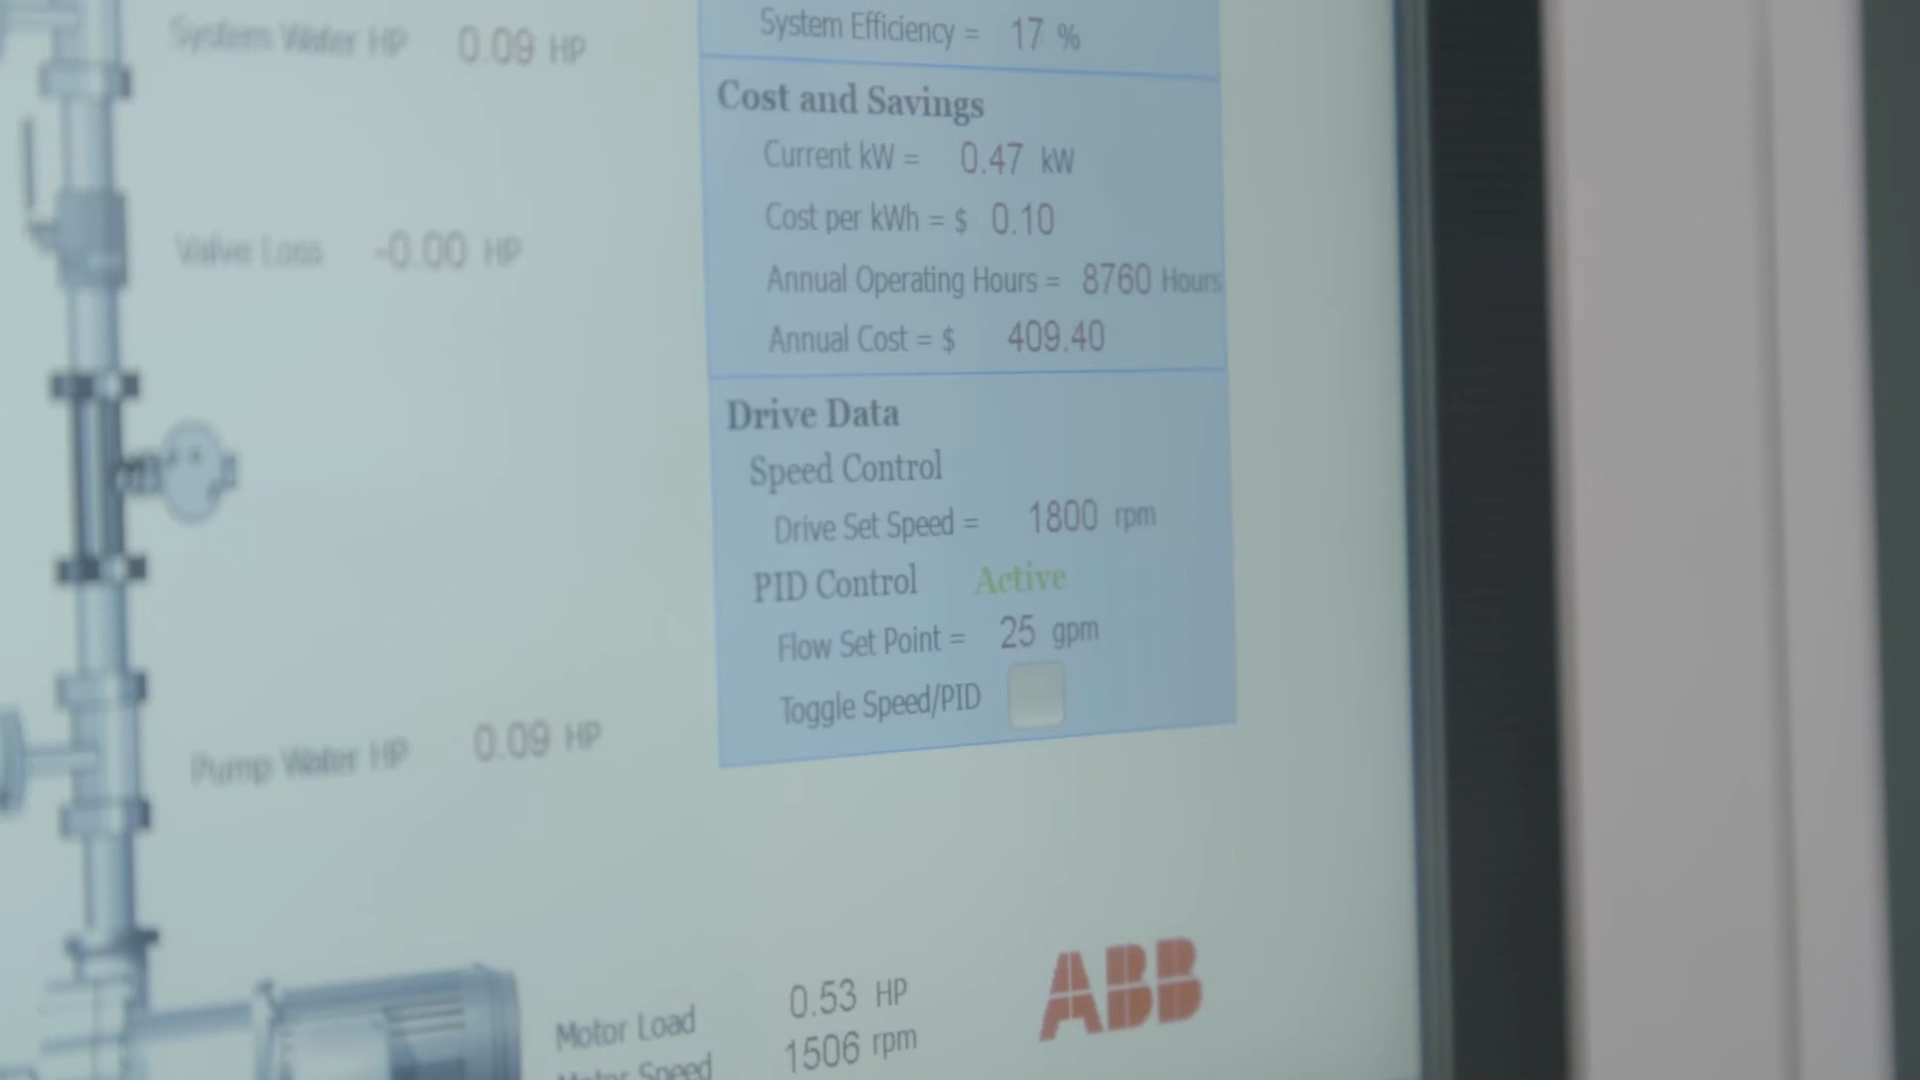 System Water HP 0.09 HP
System Efficiency = 17 %
Cost and Savings
Current kW = 0.47 kW
Cost per kWh = $ 0.10
Annual Operating Hours = 8760 Hours
Annual Cost = $ 409.40
Valve Loss -0.00 HP
Drive Data
Speed Control
Drive Set Speed = 1800 rpm
PID Control Active
Flow Set Point = 25 gpm
Toggle Speed/PID
Pump Water HP 0.09 HP
Motor Load 0.53 HP
Motor Speed 1506 rpm
ABB